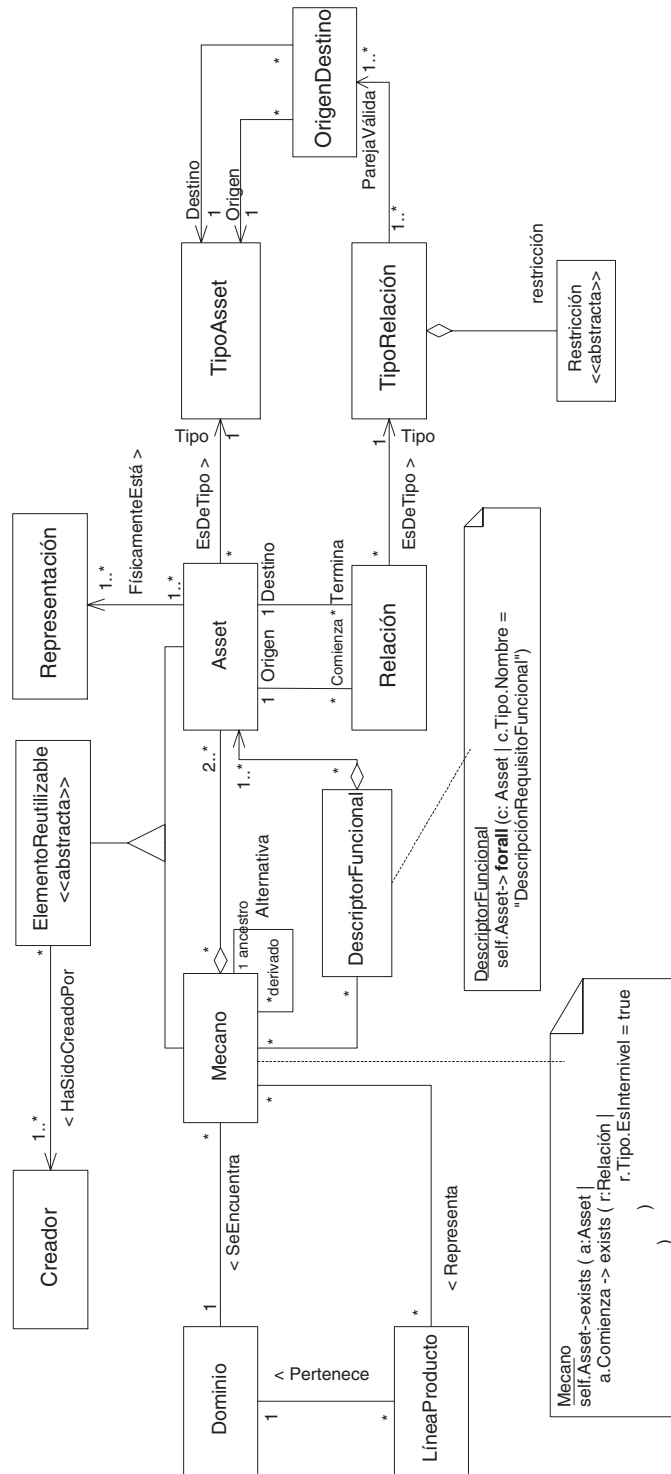 Creador
1..*
< HaSidoCreadoPor
*
ElementoReutilizable
<<abstracta>>
Representación
1..*
FísicamenteEstá >
1..*
Dominio
1
< SeEncuentra
*
Mecano
1 ancestro
*derivado
Alternativa
*
2..*
Asset
*
EsDeTipo >
Tipo
1
TipoAsset
Destino
1
Origen
1
*
*
OrigenDestino
1
< Pertenece
*
LíneaProducto
*
< Representa
*
*
*
DescriptorFuncional
*
1..*
1
Origen
1
Destino
*
Comienza
*
Termina
Relación
*
EsDeTipo >
Tipo
1
TipoRelación
1..*
ParejaVálida
1..*
restricción
Restricción
<<abstracta>>
Mecano
self.Asset->exists ( a:Asset |
a.Comienza -> exists ( r:Relación |
r.Tipo.EsInternivel = true
)
)
DescriptorFuncional
self.Asset-> forall (c: Asset | c.Tipo.Nombre =
"DescripciónRequisitoFuncional")